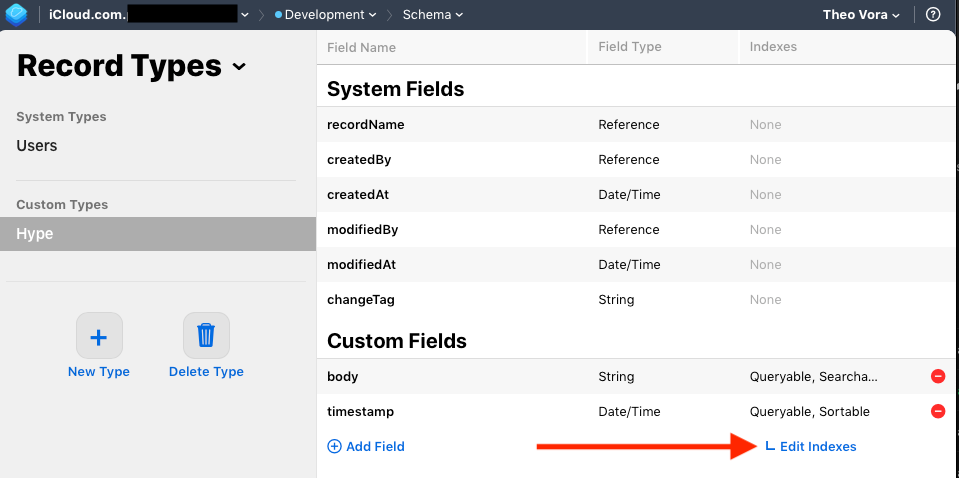 iCloud.com.
Development
Schema
Theo Vora
?
Record Types
System Types
Users
Custom Types
Hype
New Type
Delete Type
Field Name Field Type Indexes
System Fields
recordName Reference None
createdBy Reference None
createdAt Date/Time None
modifiedBy Reference None
modifiedAt Date/Time None
changeTag String None
Custom Fields
body String Queryable, Searcha...
timestamp Date/Time Queryable, Sortable
Add Field Edit Indexes